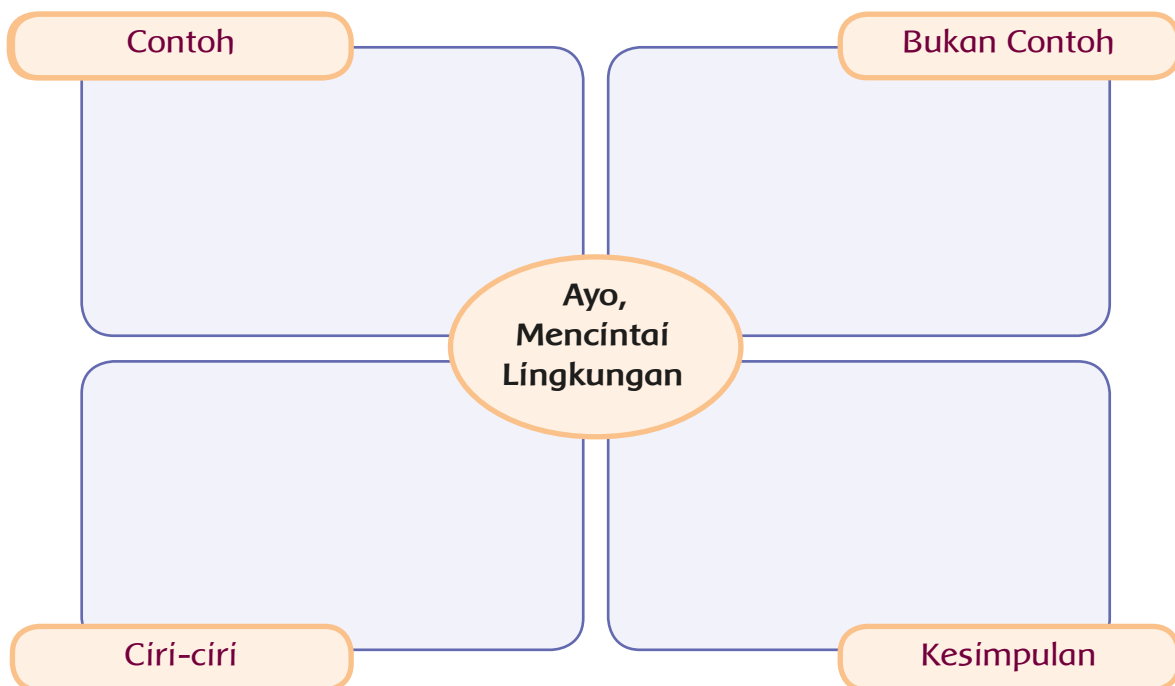 Contoh
Bukan Contoh
Ayo,
Mencintai
Lingkungan
Ciri-ciri
Kesimpulan